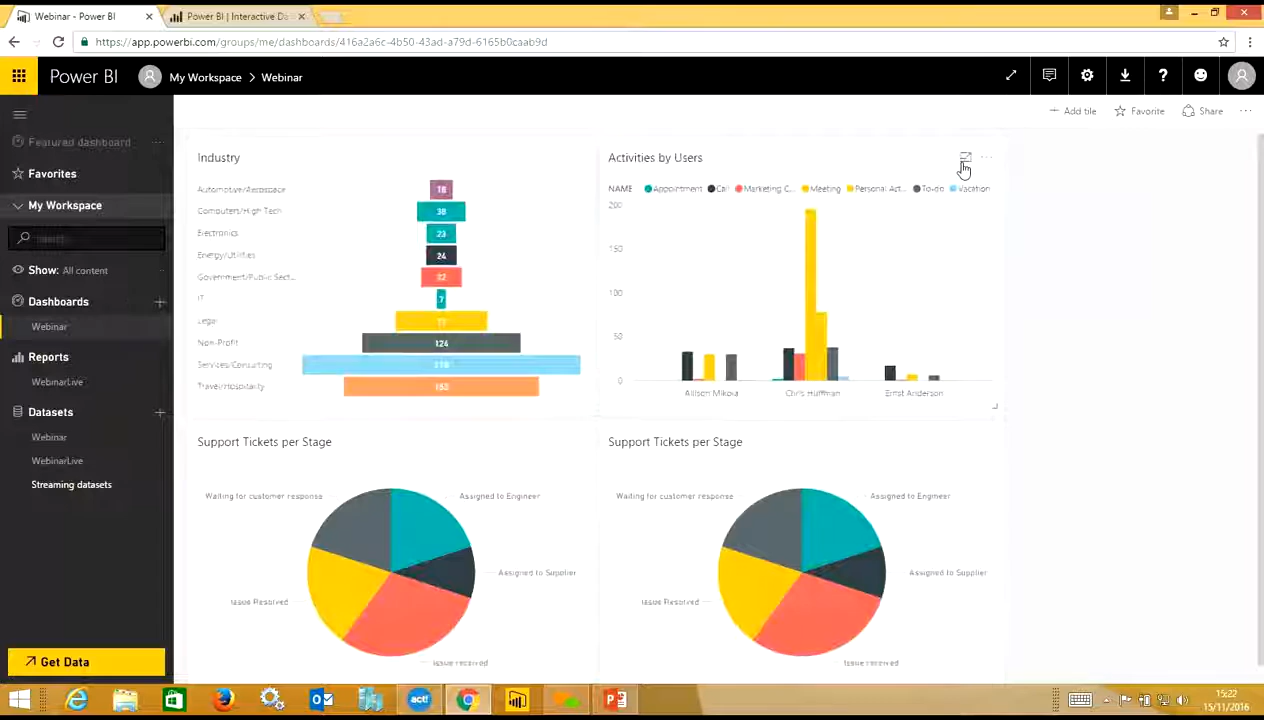 Webinar - Power BI
Power BI | Interactive Da
https://app.powerbi.com/groups/me/dashboards/416a2a6c-4b50-43ad-a79d-6165b0caab9d
Power BI
My Workspace > Webinar
Add tile
Favorite
Share
Featured dashboard
Favorites
My Workspace
Search
Show: All content
Dashboards
Webinar
Reports
WebinarLive
Datasets
Webinar
WebinarLive
Streaming datasets
Get Data
Industry
Automotive/Aerospace 18
Computers/High Tech 38
Electronics 23
Energy/Utilities 24
Government/Public Sect... 32
IT 7
Legal
Non-Profit 124
Services/Consulting
Travel/Hospitality 153
Activities by Users
NAME Appointment Call Marketing C... Meeting Personal Act... To-do Vacation
200
150
100
50
0
Allison Mikola Chris Huffman Ernst Anderson
Support Tickets per Stage
Waiting for customer response
Assigned to Engineer
Assigned to Supplier
Issue Resolved
Issue received
Support Tickets per Stage
Waiting for customer response
Assigned to Engineer
Assigned to Supplier
Issue Resolved
Issue received
act!
15:22
15/11/2016